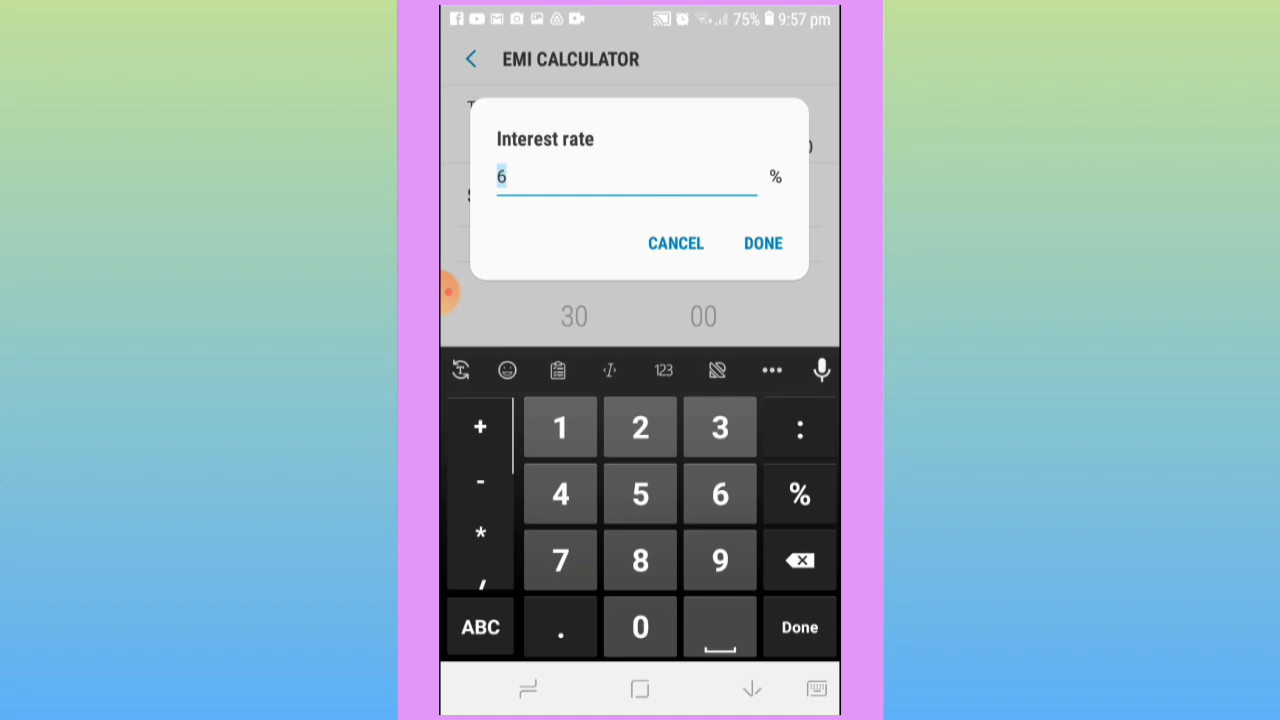 75% 9:57 pm
EMI CALCULATOR
Interest rate
6 %
CANCEL DONE
30 00
123
+ 1 2 3 :
- 4 5 6 %
* 7 8 9
/
ABC . 0 Done